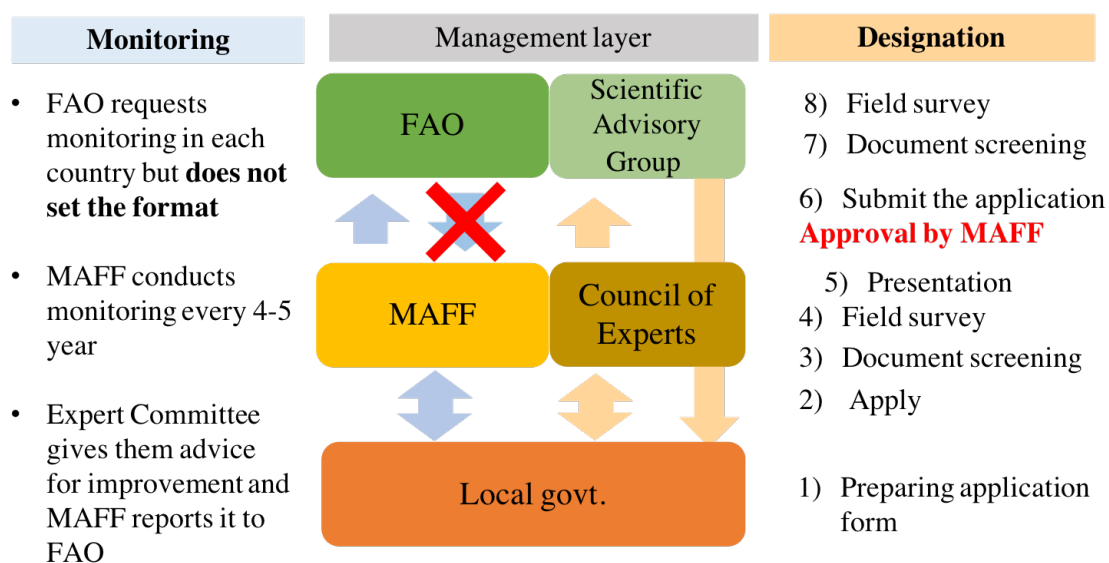 Monitoring
• FAO requests
monitoring in each
country but does not
set the format
• MAFF conducts
monitoring every 4-5
year
• Expert Committee
gives them advice
for improvement and
MAFF reports it to
FAO
Management layer
FAO
Scientific
Advisory
Group
MAFF
Council of
Experts
Local govt.
Designation
8) Field survey
7) Document screening
6) Submit the application
Approval by MAFF
5) Presentation
4) Field survey
3) Document screening
2) Apply
1) Preparing application
form